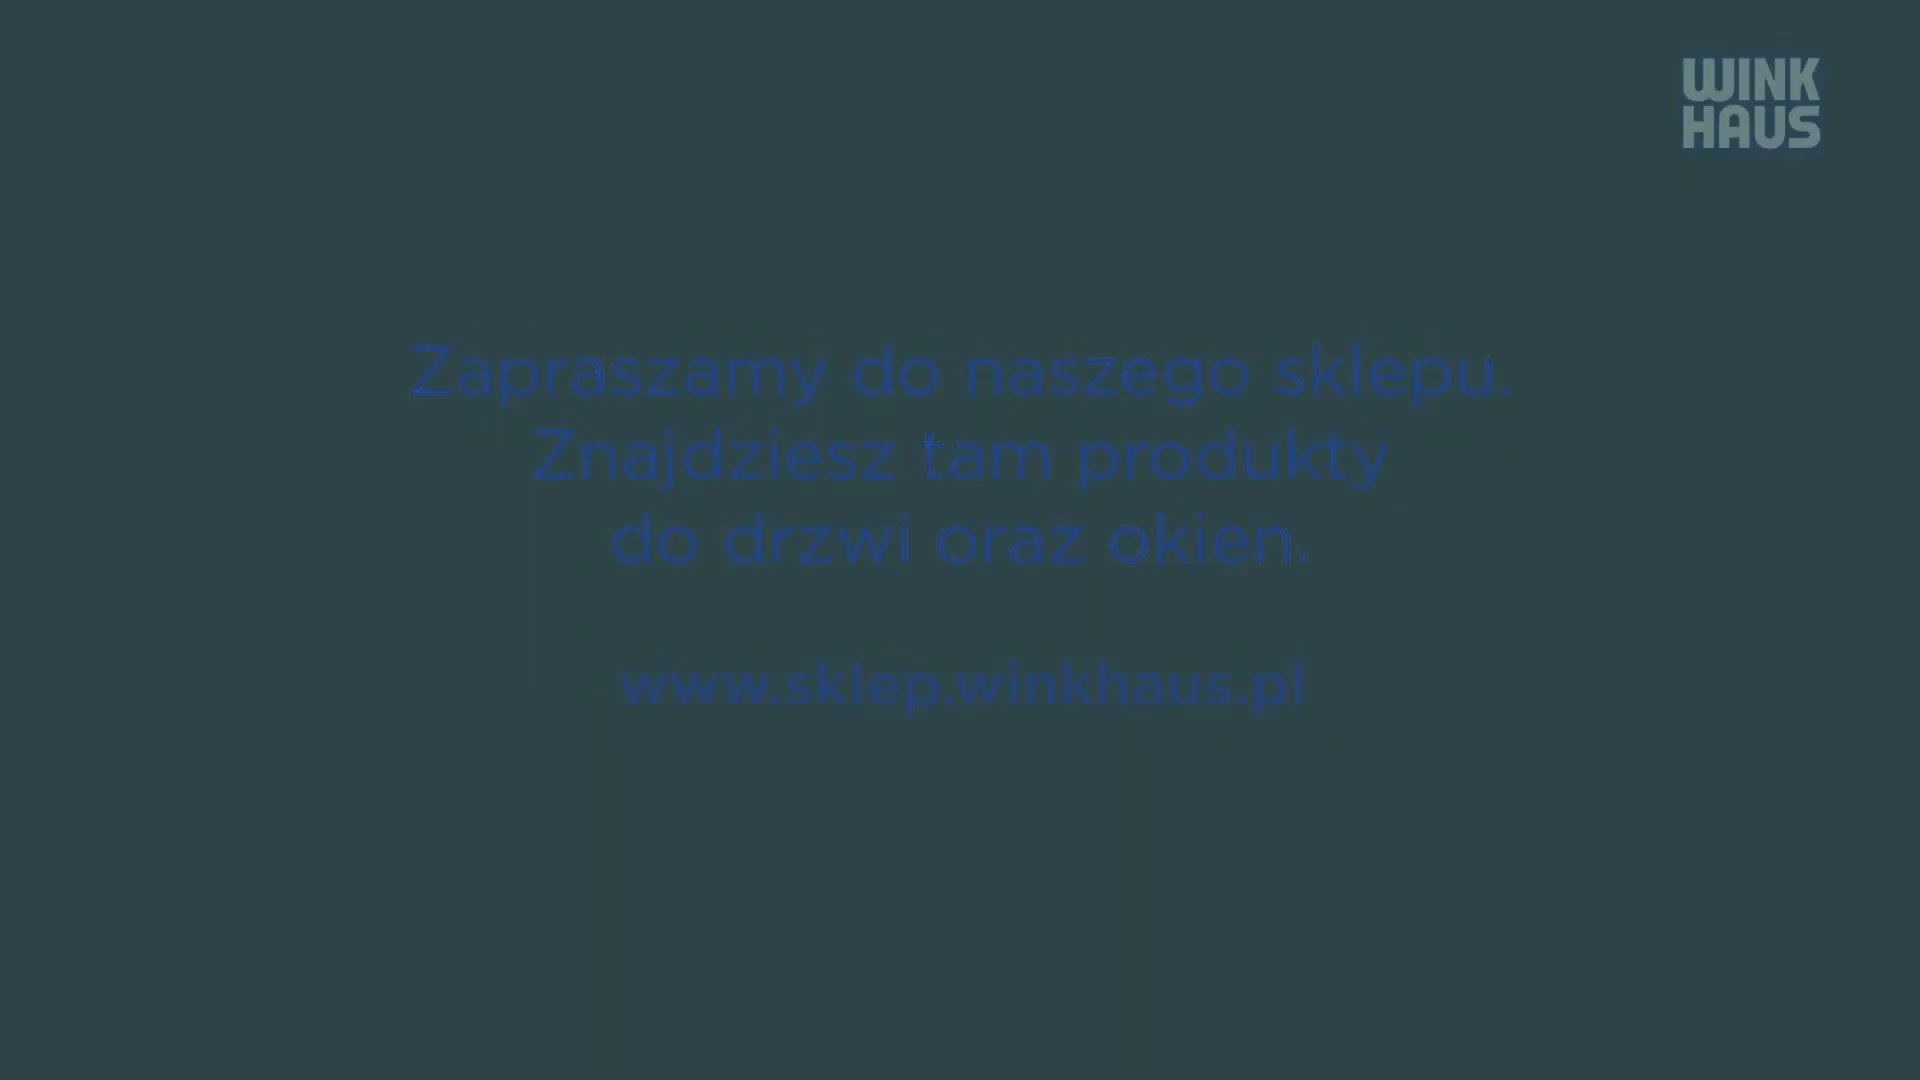 WINK
HAUS
Zapraszamy do naszego sklepu.
Znajdziesz tam produkty
do drzwi oraz okien.
www.sklep.winkhaus.pl